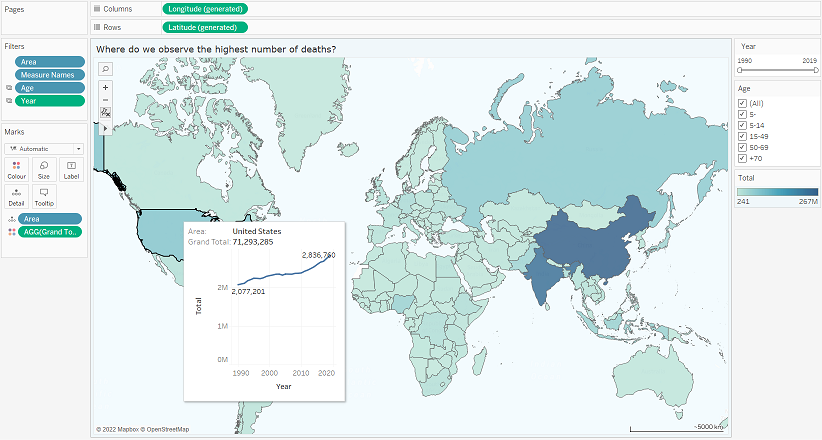 Pages
Columns
Longitude (generated)
Rows
Latitude (generated)
Filters
Area
Measure Names
Age
Year
Marks
Automatic
Colour
Size
Label
Detail
Tooltip
Area
AGG(Grand To..
Where do we observe the highest number of deaths?
Area: United States
Grand Total: 71,293,285
2,836,760
2,077,201
2M
1M
0M
Total
1990 2000 2010 2020
Year
© 2022 Mapbox © OpenStreetMap
~5000 km
Year
1990 2019
Age
(All)
5-
5-14
15-49
50-69
+70
Total
241 267M